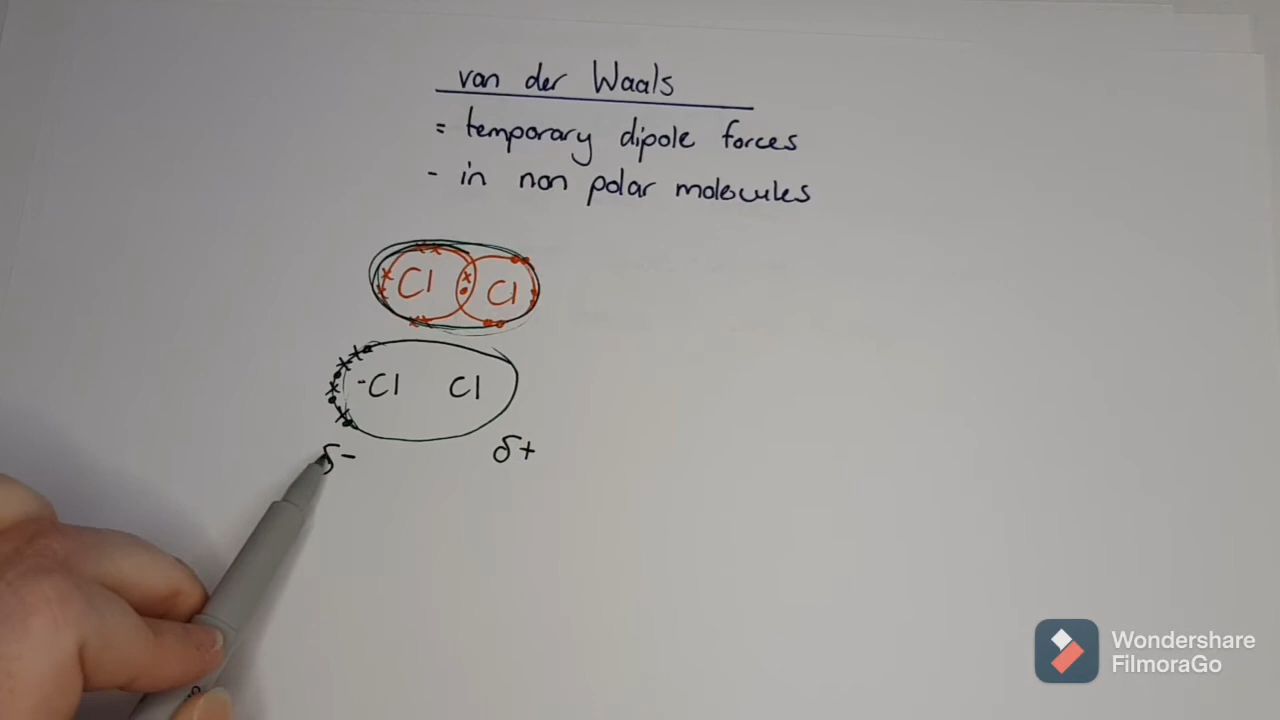 van der Waals
= temporary dipole forces
- in non polar molecules
Cl Cl
-Cl Cl
δ- δ+
Wondershare
FilmoraGo